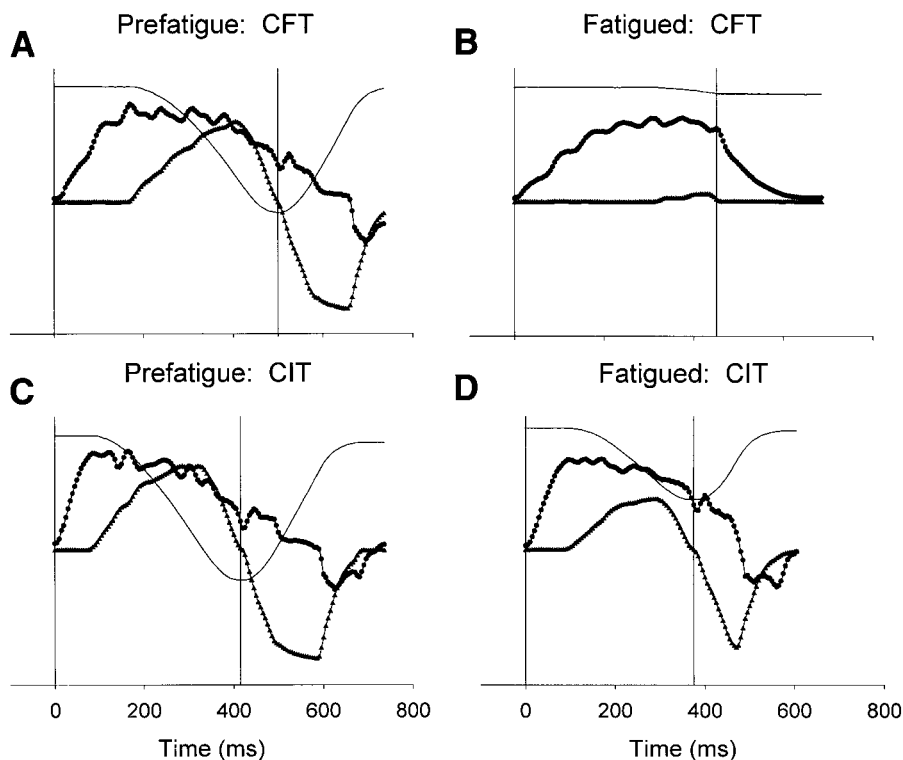 A
Prefatigue: CFT
B
Fatigued: CFT
C
Prefatigue: CIT
D
Fatigued: CIT
0
200
400
600
800
0
200
400
600
800
Time (ms)
Time (ms)